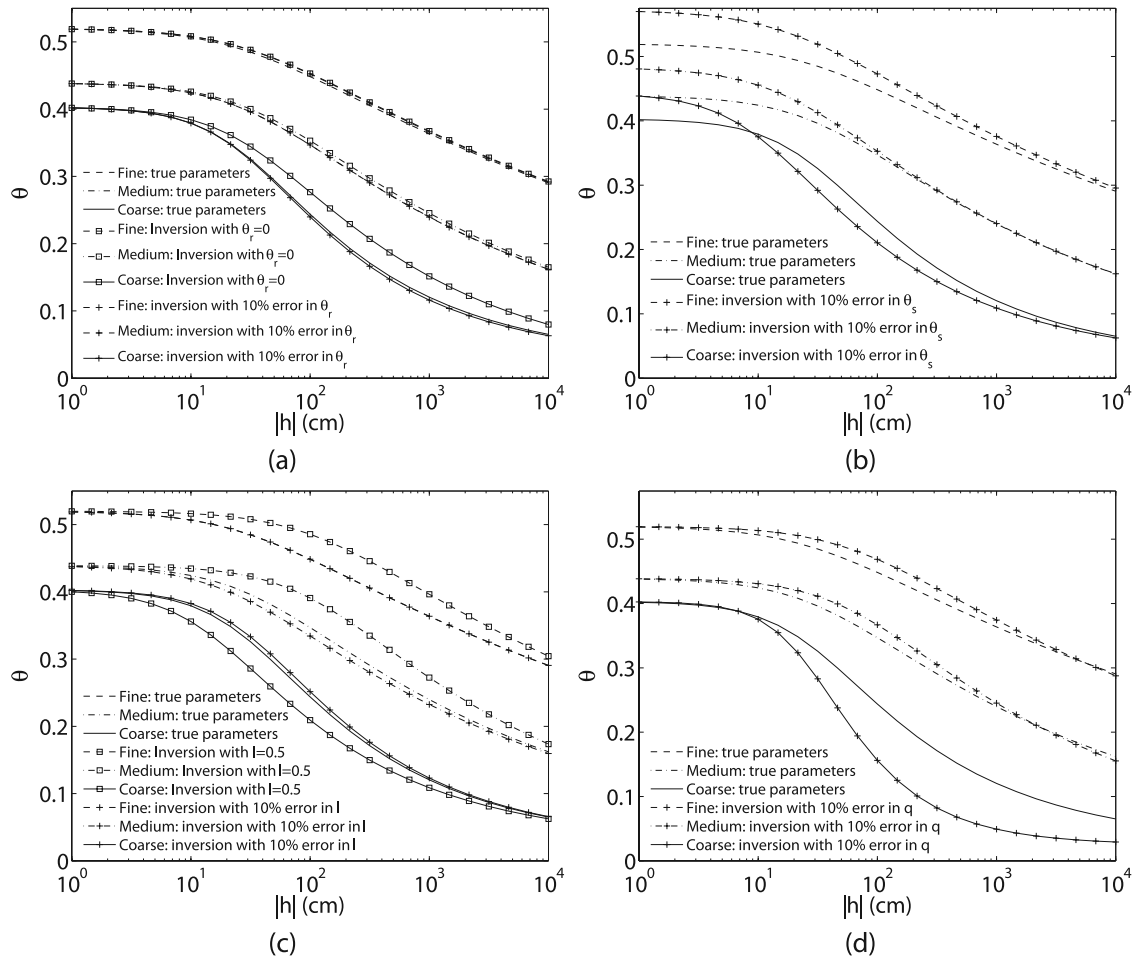 0.5
0.4
0.3
0.2
0.1
0
θ
Fine: true parameters
Medium: true parameters
Coarse: true parameters
Fine: Inversion with θr=0
Medium: Inversion with θr=0
Coarse: Inversion with θr=0
Fine: inversion with 10% error in θr
Medium: inversion with 10% error in θr
Coarse: inversion with 10% error in θr
10^0 10^1 10^2 10^3 10^4
|h| (cm)
(a)
0.5
0.4
0.3
0.2
0.1
0
θ
Fine: true parameters
Medium: true parameters
Coarse: true parameters
Fine: inversion with 10% error in θs
Medium: inversion with 10% error in θs
Coarse: inversion with 10% error in θs
10^0 10^1 10^2 10^3 10^4
|h| (cm)
(b)
0.5
0.4
0.3
0.2
0.1
0
θ
Fine: true parameters
Medium: true parameters
Coarse: true parameters
Fine: Inversion with l=0.5
Medium: Inversion with l=0.5
Coarse: Inversion with l=0.5
Fine: inversion with 10% error in l
Medium: inversion with 10% error in l
Coarse: inversion with 10% error in l
10^0 10^1 10^2 10^3 10^4
|h| (cm)
(c)
0.5
0.4
0.3
0.2
0.1
0
θ
Fine: true parameters
Medium: true parameters
Coarse: true parameters
Fine: inversion with 10% error in q
Medium: inversion with 10% error in q
Coarse: inversion with 10% error in q
10^0 10^1 10^2 10^3 10^4
|h| (cm)
(d)